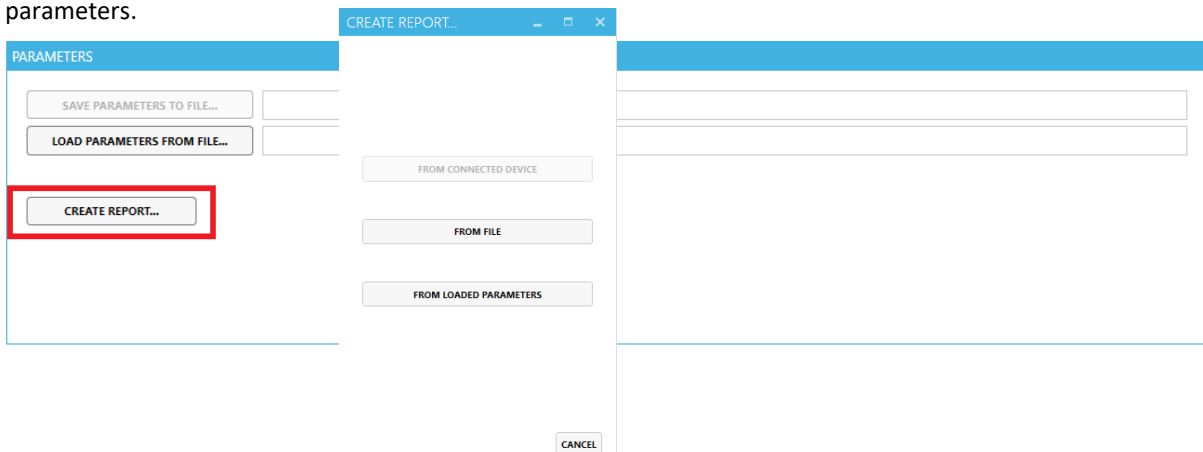 parameters.
CREATE REPORT...
PARAMETERS
SAVE PARAMETERS TO FILE...
LOAD PARAMETERS FROM FILE...
FROM CONNECTED DEVICE
CREATE REPORT...
FROM FILE
FROM LOADED PARAMETERS
CANCEL